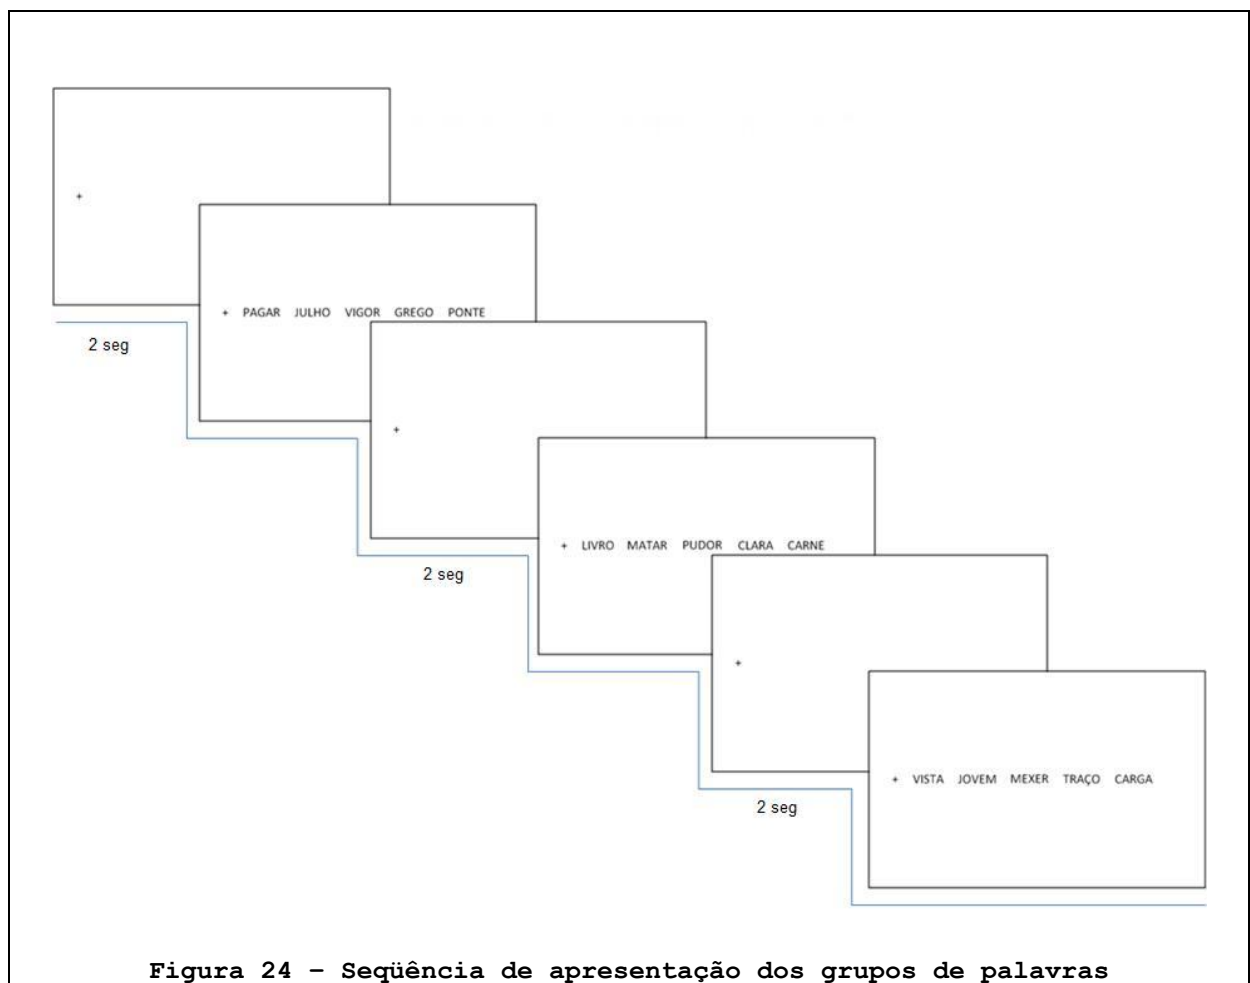 +
+ PAGAR JULHO VIGOR GREGO PONTE
2 seg
+
+ LIVRO MATAR PUDOR CLARA CARNE
2 seg
+
+ VISTA JOVEM MEXER TRAÇO CARGA
2 seg
Figura 24 – Seqüência de apresentação dos grupos de palavras